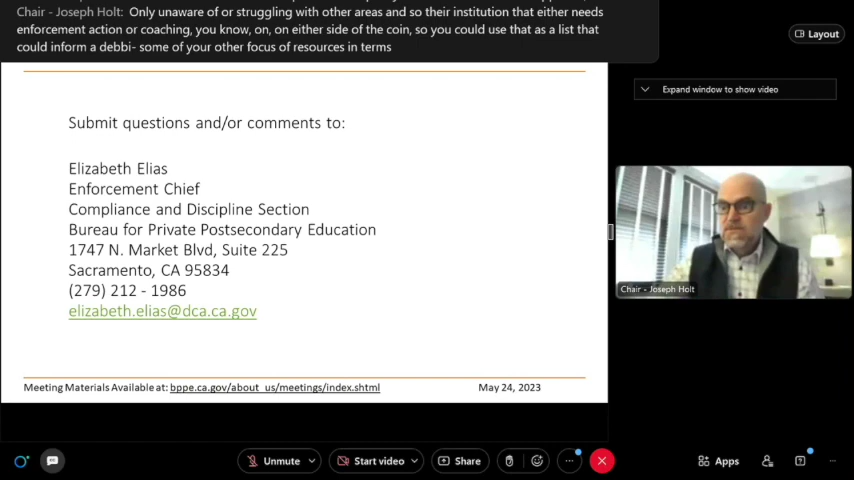 Chair - Joseph Holt: Only unaware of or struggling with other areas and so their institution that either needs
enforcement action or coaching, you know, on, on either side of the coin, so you could use that as a list that
could inform a debbi- some of your other focus of resources in terms
Layout
Expand window to show video
Submit questions and/or comments to:
Elizabeth Elias
Enforcement Chief
Compliance and Discipline Section
Bureau for Private Postsecondary Education
1747 N. Market Blvd, Suite 225
Sacramento, CA 95834
(279) 212 - 1986
elizabeth.elias@dca.ca.gov
Chair - Joseph Holt
Meeting Materials Available at: bppe.ca.gov/about_us/meetings/index.shtml
May 24, 2023
Unmute
Start video
Share
Apps